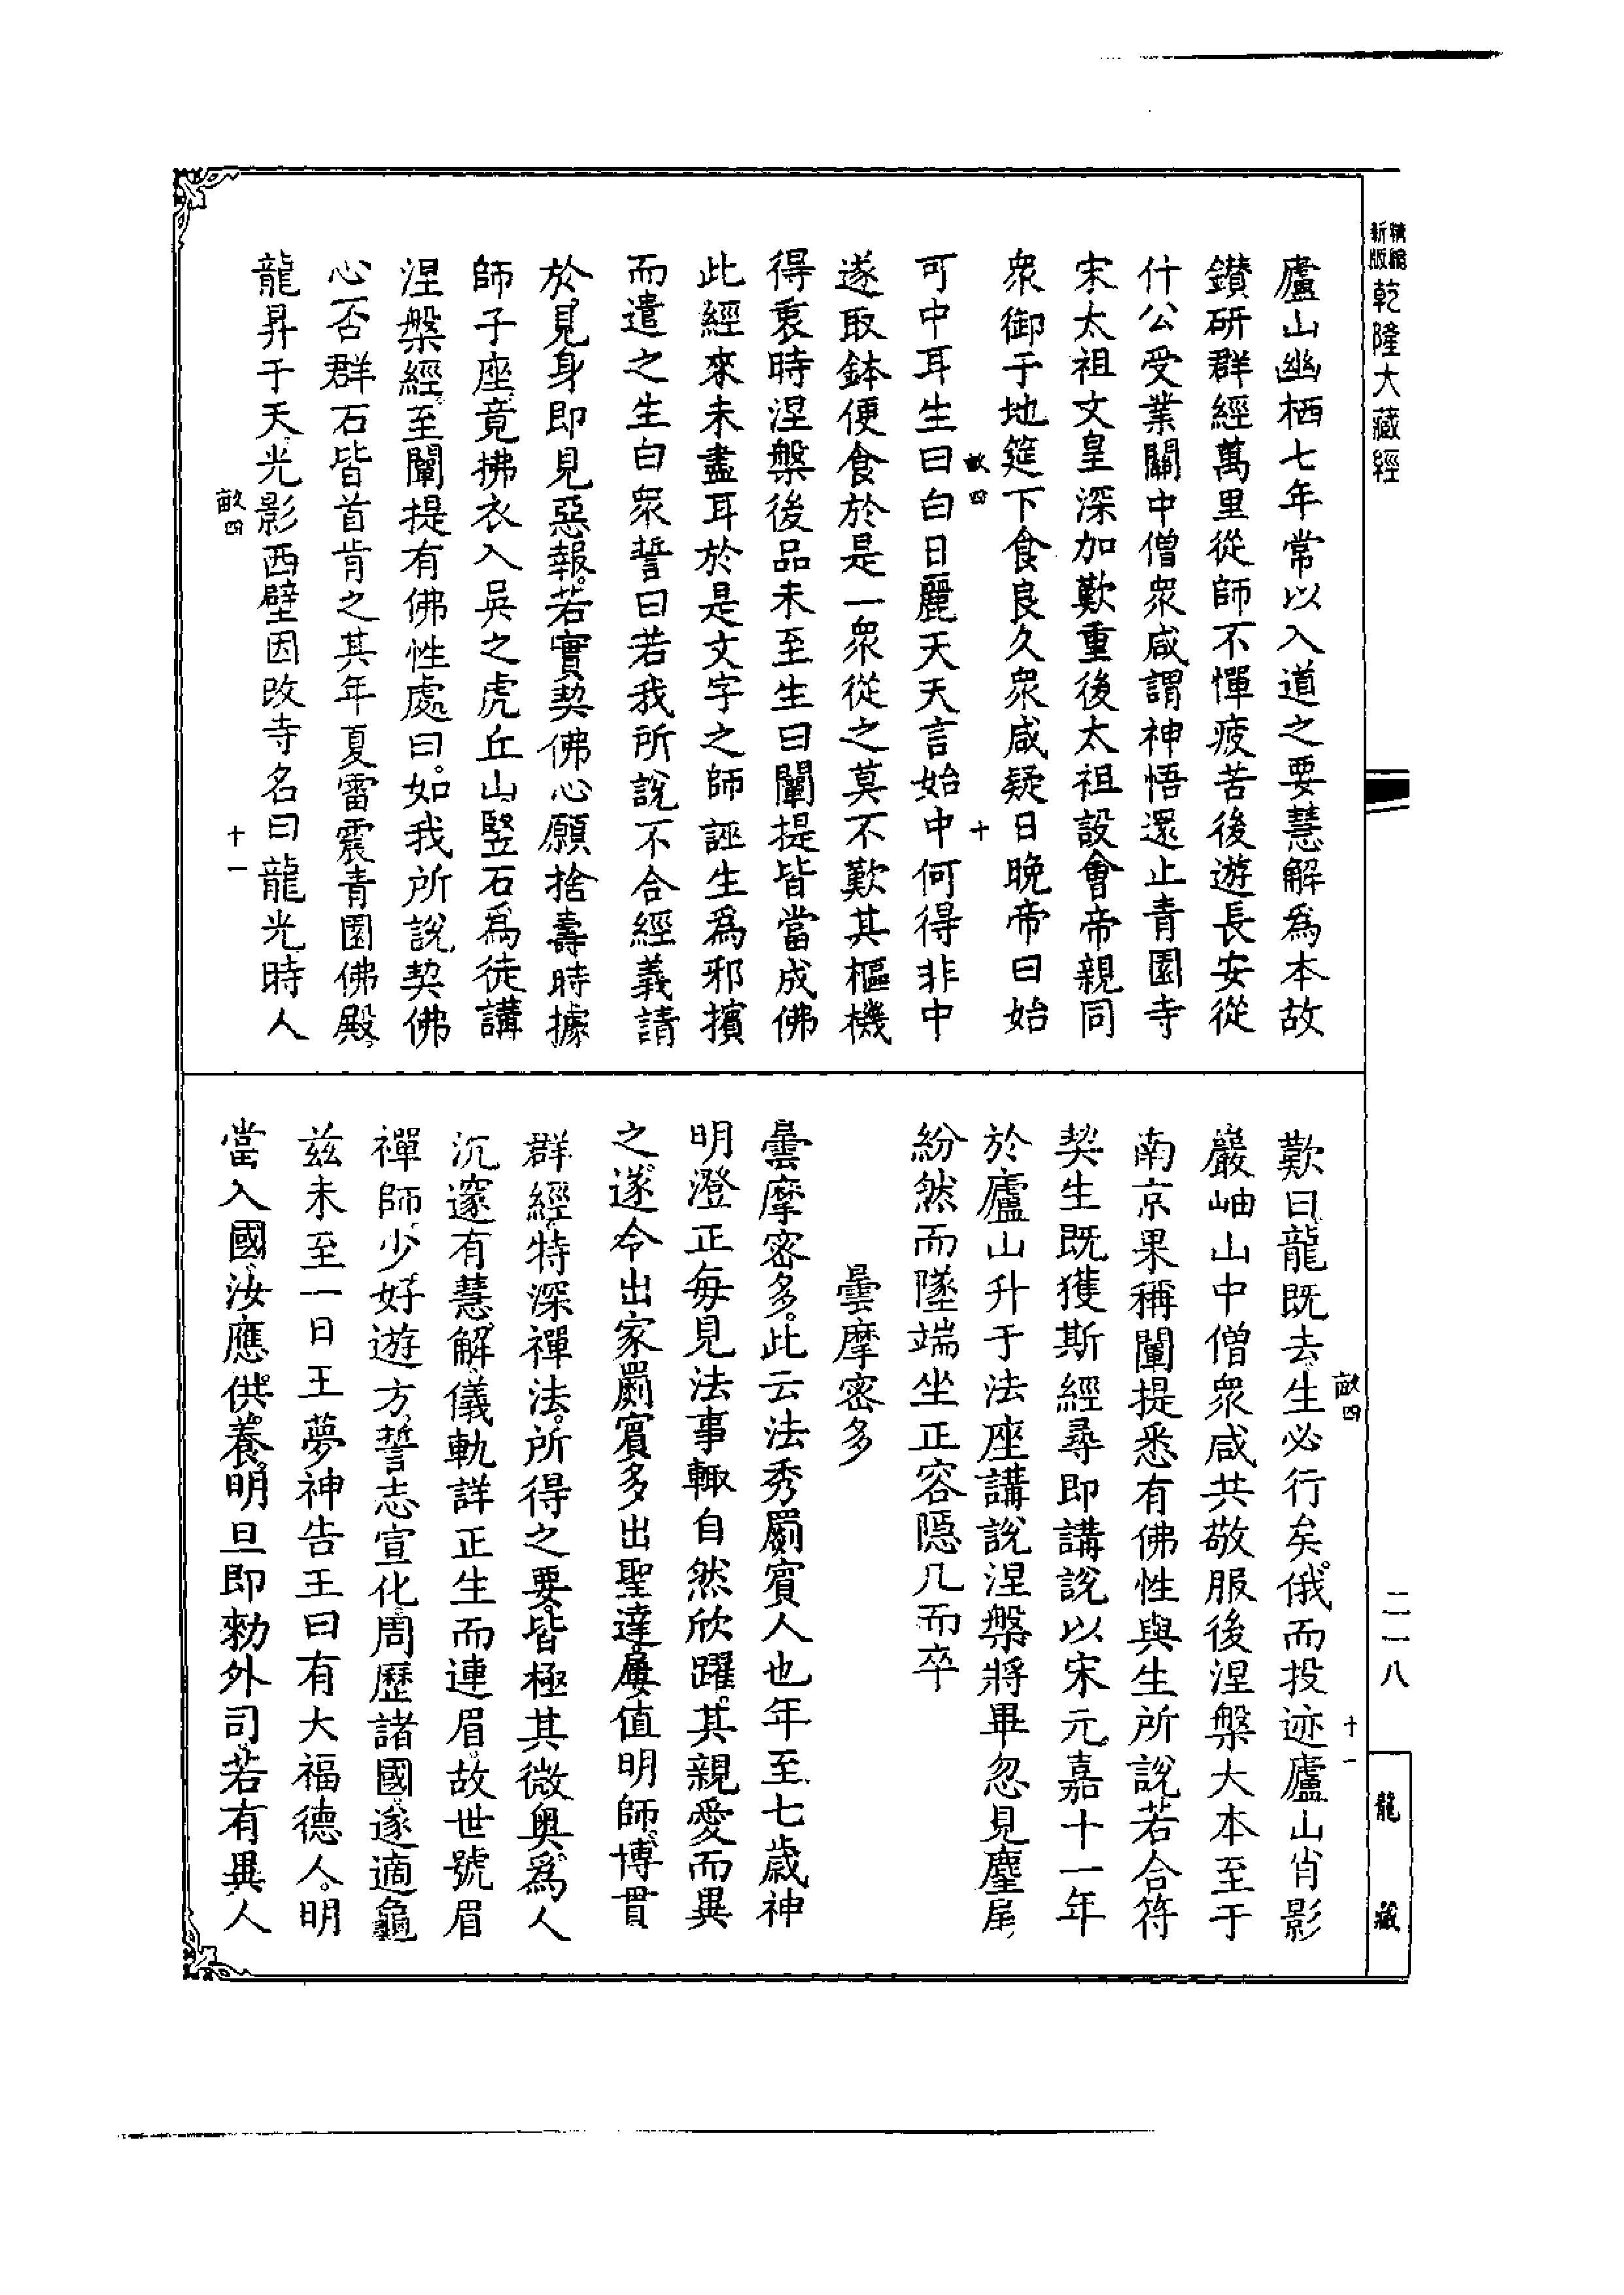 精編
新版
乾隆大藏經
廬山幽栖七年常以入道之要慧解爲本故
鑚研群經萬里從師不憚疲苦後遊長安從
什公受業關中僧衆咸謂神悟還止青園寺
宋太祖文皇深加歎重後太祖設會帝親同
衆御于地筵下食良久衆咸疑日晚帝曰始
畝四 十
可中耳生曰白日麗天天言始中何得非中
遂取鉢便食於是一衆從之莫不歎其樞機
得衷時涅槃後品未至生曰闡提皆當成佛
此經來未盡耳於是文字之師誣生爲邪擯
而遣之生白衆誓曰若我所說不合經義請
於見身即見惡報若實契佛心願捨壽時據
師子座竟拂衣入吳之虎丘山竪石爲徒講
涅槃經至闡提有佛性處曰如我所說契佛
心否群石皆首肯之其年夏雷震青園佛殿
龍昇于天光影西壁因改寺名曰龍光時人
畝四 十一
二一八
龍藏
畝四 十一
歎曰龍既去生必行矣俄而投迹廬山肖影
巖岫山中僧衆咸共敬服後涅槃大本至于
南京果稱闡提悉有佛性與生所說若合符
契生既獲斯經尋即講說以宋元嘉十一年
於廬山升于法座講說涅槃將畢忽見麈尾
紛然而墜端坐正容隱几而卒
曇摩密多
曇摩密多此云法秀罽賓人也年至七歲神
明澄正每見法事輒自然欣躍其親愛而異
之遂令出家罽賓多出聖達屢值明師博貫
群經特深禪法所得之要皆極其微奧爲人
沉邃有慧解儀軌詳正生而連眉故世號眉
禪師少好遊方誓志宣化周歷諸國遂適龜
兹未至一日王夢神告王曰有大福德人明
當入國汝應供養明旦即勑外司若有異人